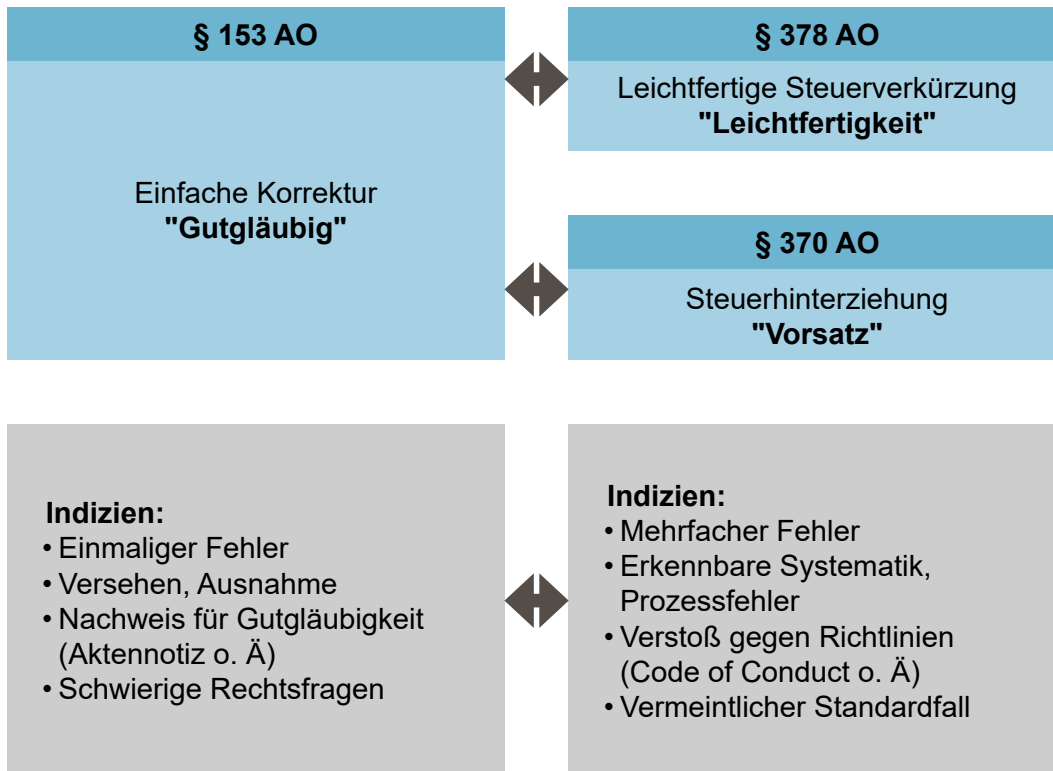 § 153 AO
Einfache Korrektur
"Gutgläubig"
§ 378 AO
Leichtfertige Steuerverkürzung
"Leichtfertigkeit"
§ 370 AO
Steuerhinterziehung
"Vorsatz"
Indizien:
• Einmaliger Fehler
• Versehen, Ausnahme
• Nachweis für Gutgläubigkeit
(Aktennotiz o. Ä)
• Schwierige Rechtsfragen
Indizien:
• Mehrfacher Fehler
• Erkennbare Systematik,
Prozessfehler
• Verstoß gegen Richtlinien
(Code of Conduct o. Ä)
• Vermeintlicher Standardfall